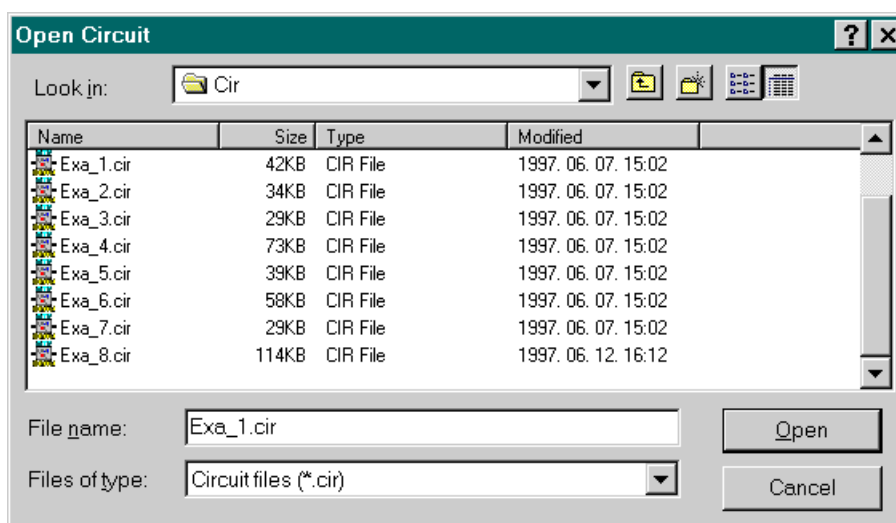 Open Circuit
Look in: Cir
Name Size Type Modified
Exa_1.cir 42KB CIR File 1997. 06. 07. 15:02
Exa_2.cir 34KB CIR File 1997. 06. 07. 15:02
Exa_3.cir 29KB CIR File 1997. 06. 07. 15:02
Exa_4.cir 73KB CIR File 1997. 06. 07. 15:02
Exa_5.cir 39KB CIR File 1997. 06. 07. 15:02
Exa_6.cir 58KB CIR File 1997. 06. 07. 15:02
Exa_7.cir 29KB CIR File 1997. 06. 07. 15:02
Exa_8.cir 114KB CIR File 1997. 06. 12. 16:12
File name: Exa_1.cir Open
Files of type: Circuit files (*.cir) Cancel